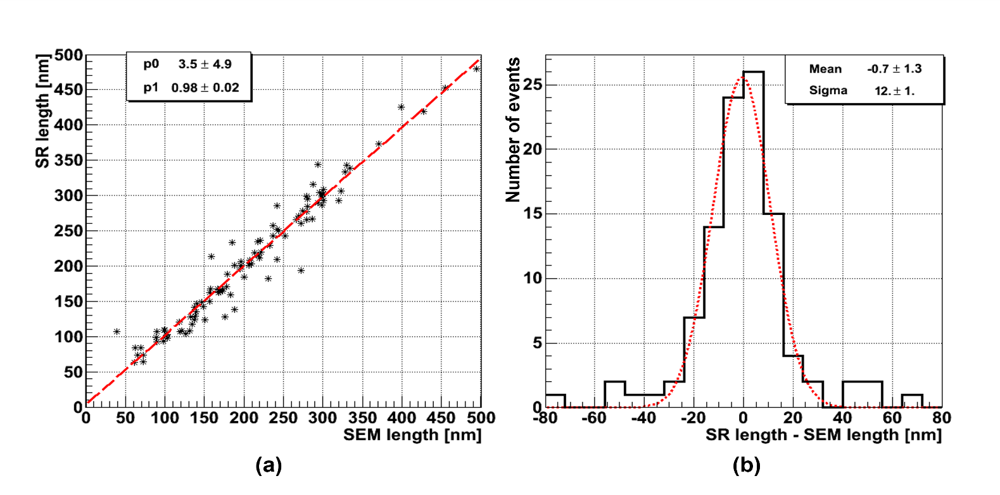 p0 3.5 ± 4.9
p1 0.98 ± 0.02
SR length [nm]
500
450
400
350
300
250
200
150
100
50
0
0 50 100 150 200 250 300 350 400 450 500
SEM length [nm]
(a)
Mean -0.7 ± 1.3
Sigma 12. ± 1.
Number of events
25
20
15
10
5
0
-80 -60 -40 -20 0 20 40 60 80
SR length - SEM length [nm]
(b)